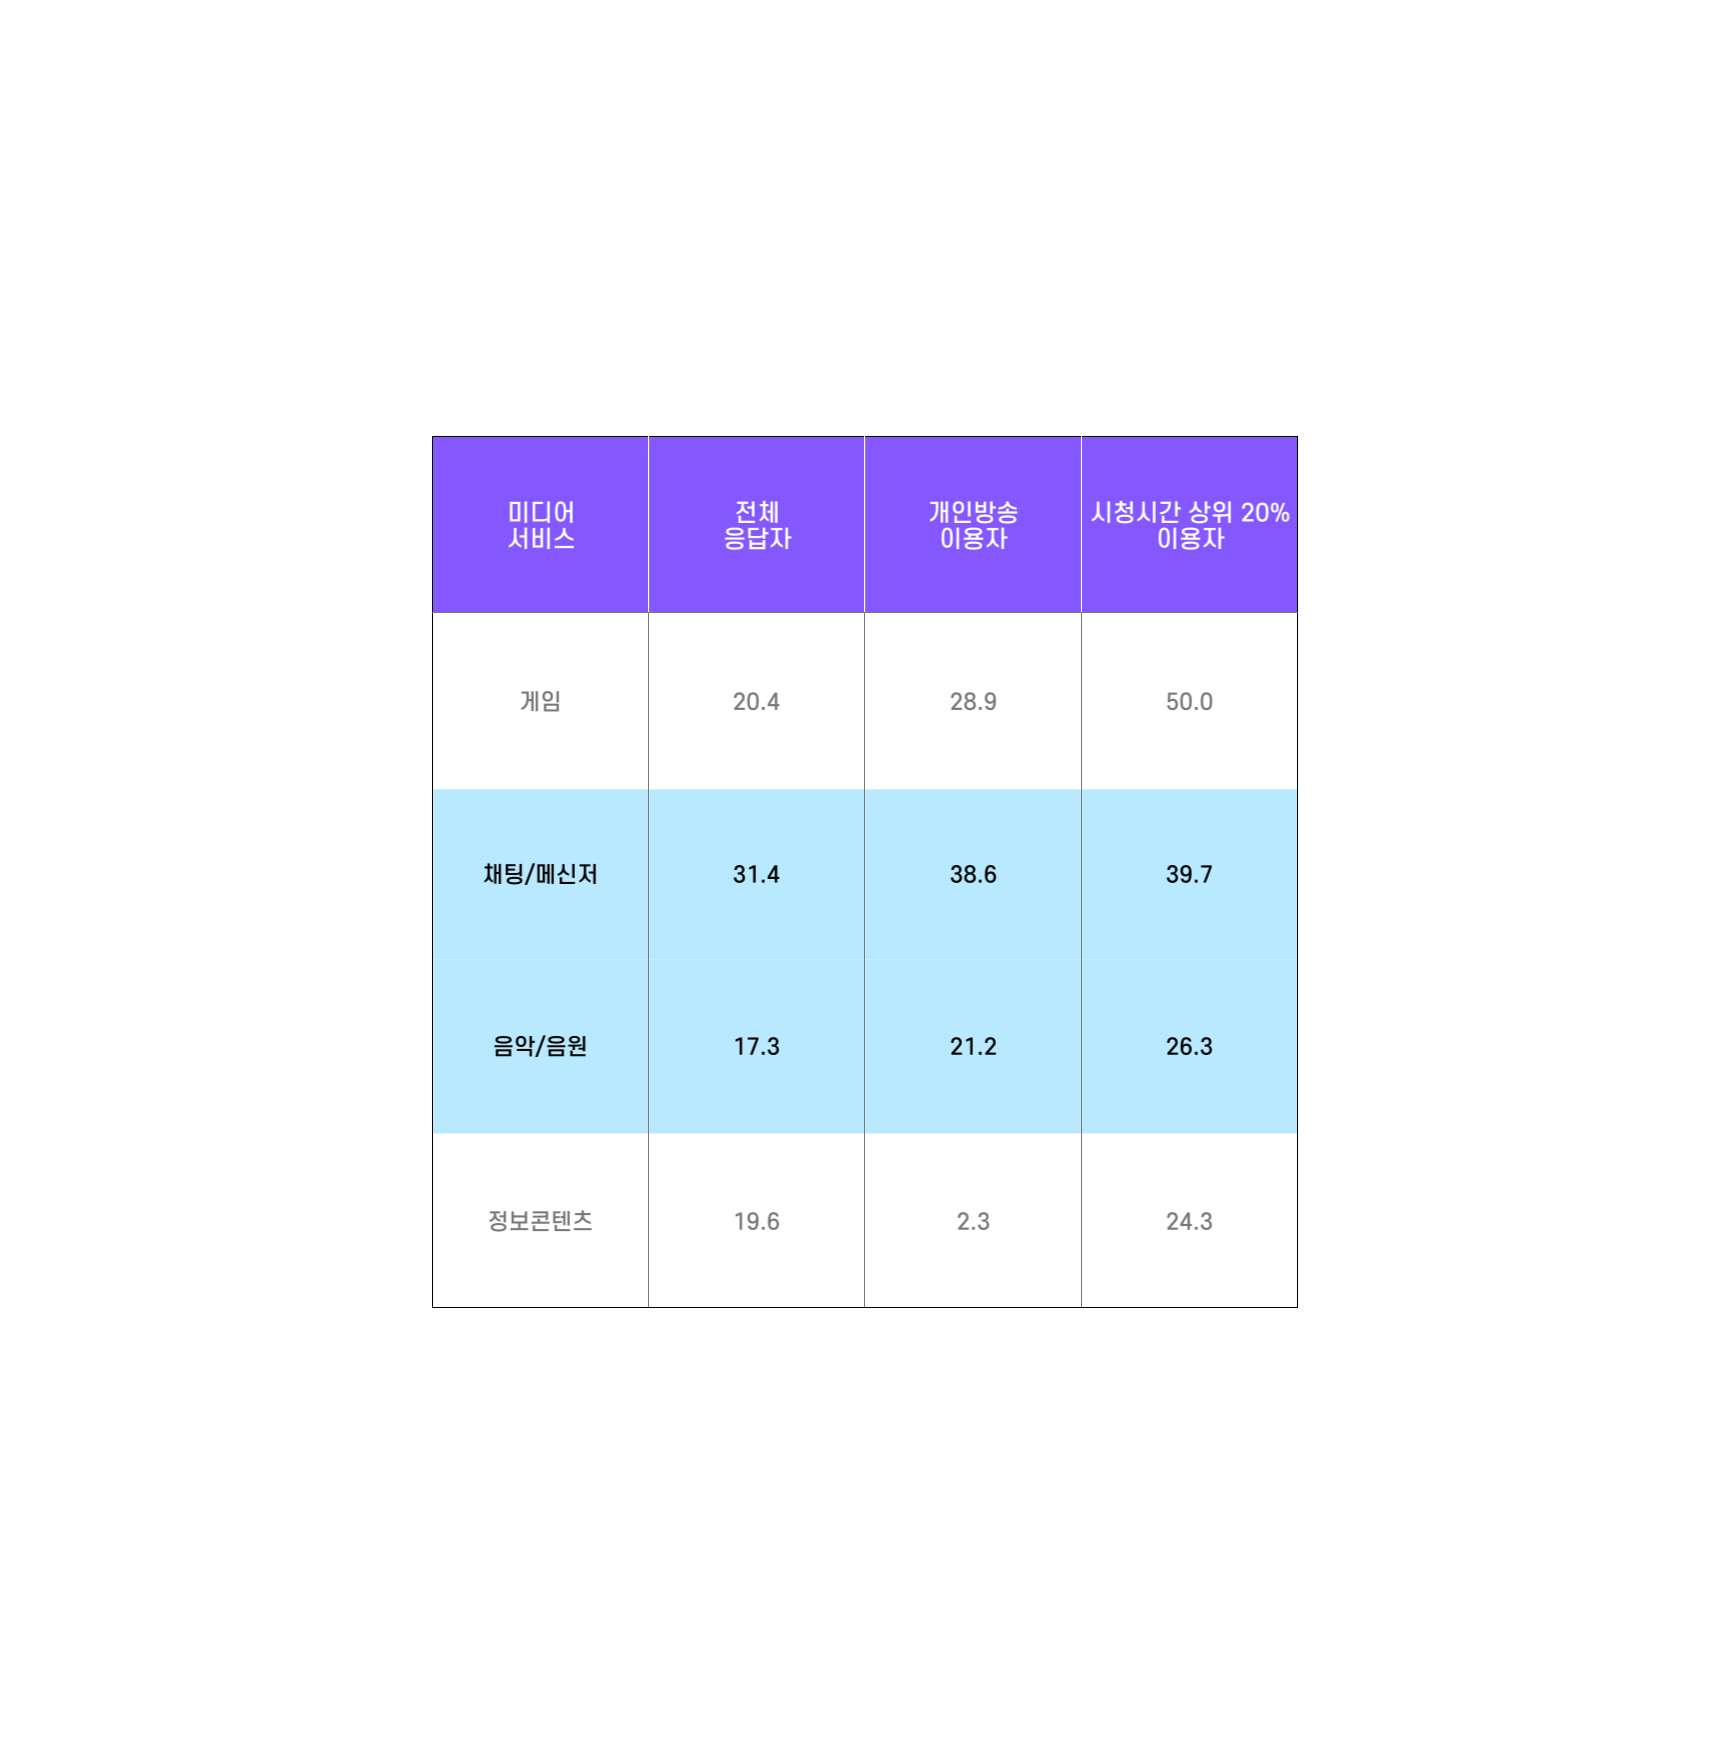 미디어
서비스
전체
응답자
개인방송
이용자
시청시간 상위 20%
이용자
게임 20.4 28.9 50.0
채팅/메신저 31.4 38.6 39.7
음악/음원 17.3 21.2 26.3
정보콘텐츠 19.6 2.3 24.3